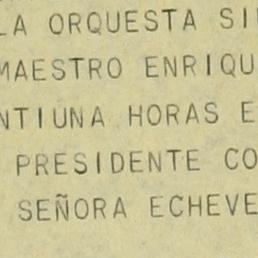 LA ORQUESTA SI
MAESTRO ENRIQU
NTIUNA HORAS E
PRESIDENTE CO
SEÑORA ECHEVE